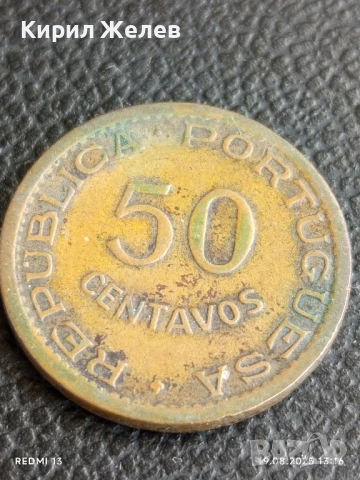 Кирил Желев
REPUBLICA PORTUGUESA
50
CENTAVOS
REDMI 13
19.08.2025 13:16